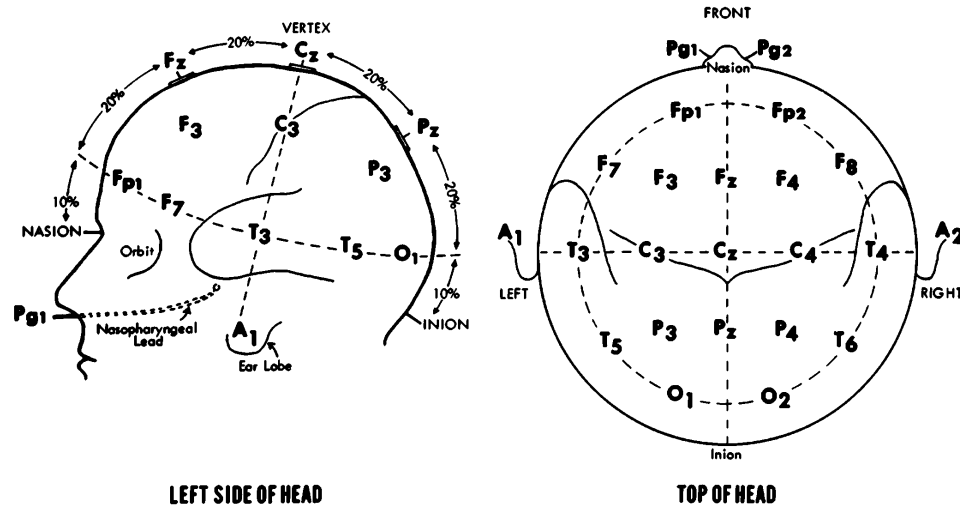 VERTEX
Cz
20%
20%
Fz
20%
Pz
20%
10%
F3
C3
P3
Fp1
F7
T3
T5
O1
NASION
Orbit
10%
INION
Pg1
Nasopharyngeal
Lead
A1
Ear Lobe
LEFT SIDE OF HEAD
FRONT
Pg1 Pg2
Nasion
Fp1 Fp2
F7 F3 Fz F4 F8
A1 T3 C3 Cz C4 T4 A2
LEFT RIGHT
T5 P3 Pz P4 T6
O1 O2
Inion
TOP OF HEAD